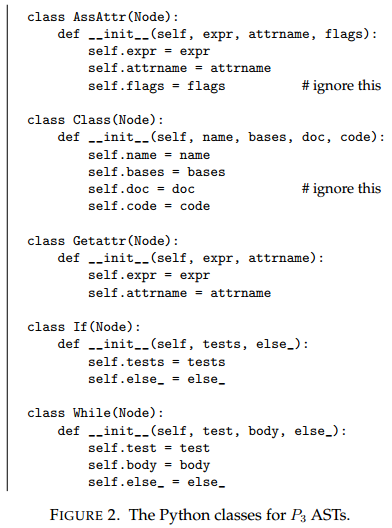 class AssAttr(Node):
    def __init__(self, expr, attrname, flags):
        self.expr = expr
        self.attrname = attrname
        self.flags = flags # ignore this
class Class(Node):
    def __init__(self, name, bases, doc, code):
        self.name = name
        self.bases = bases
        self.doc = doc # ignore this
        self.code = code
class Getattr(Node):
    def __init__(self, expr, attrname):
        self.expr = expr
        self.attrname = attrname
class If(Node):
    def __init__(self, tests, else_):
        self.tests = tests
        self.else_ = else_
class While(Node):
    def __init__(self, test, body, else_):
        self.test = test
        self.body = body
        self.else_ = else_
FIGURE 2. The Python classes for P3 ASTs.